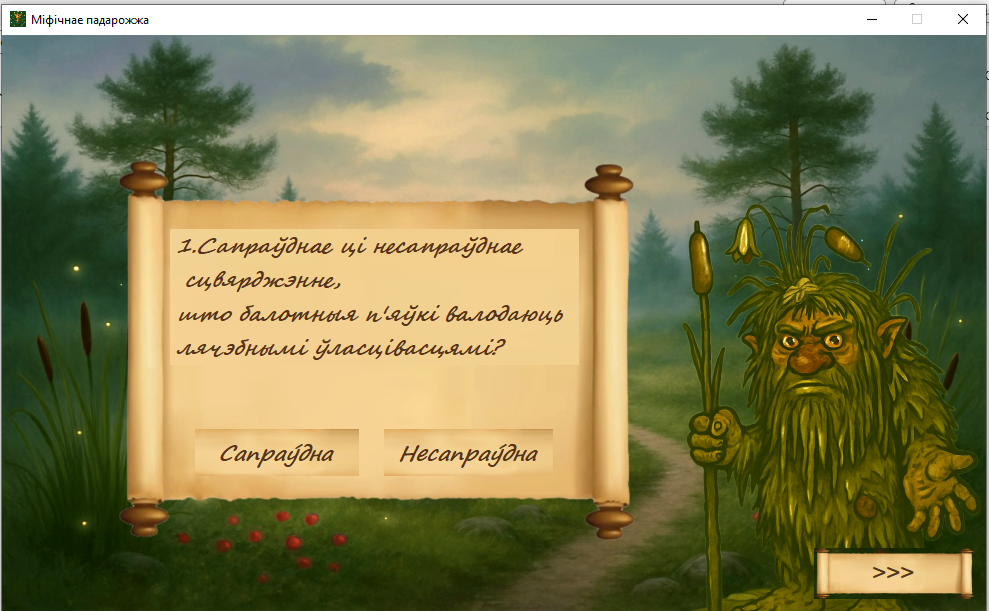 Міфічнае падарожжа
1.Сапраўднае ці несапраўднае
сцвярджэнне,
што балотныя п'яўкі валодаюць
лячэбнымі ўласцівасцямі?
Сапраўдна
Несапраўдна
>>>